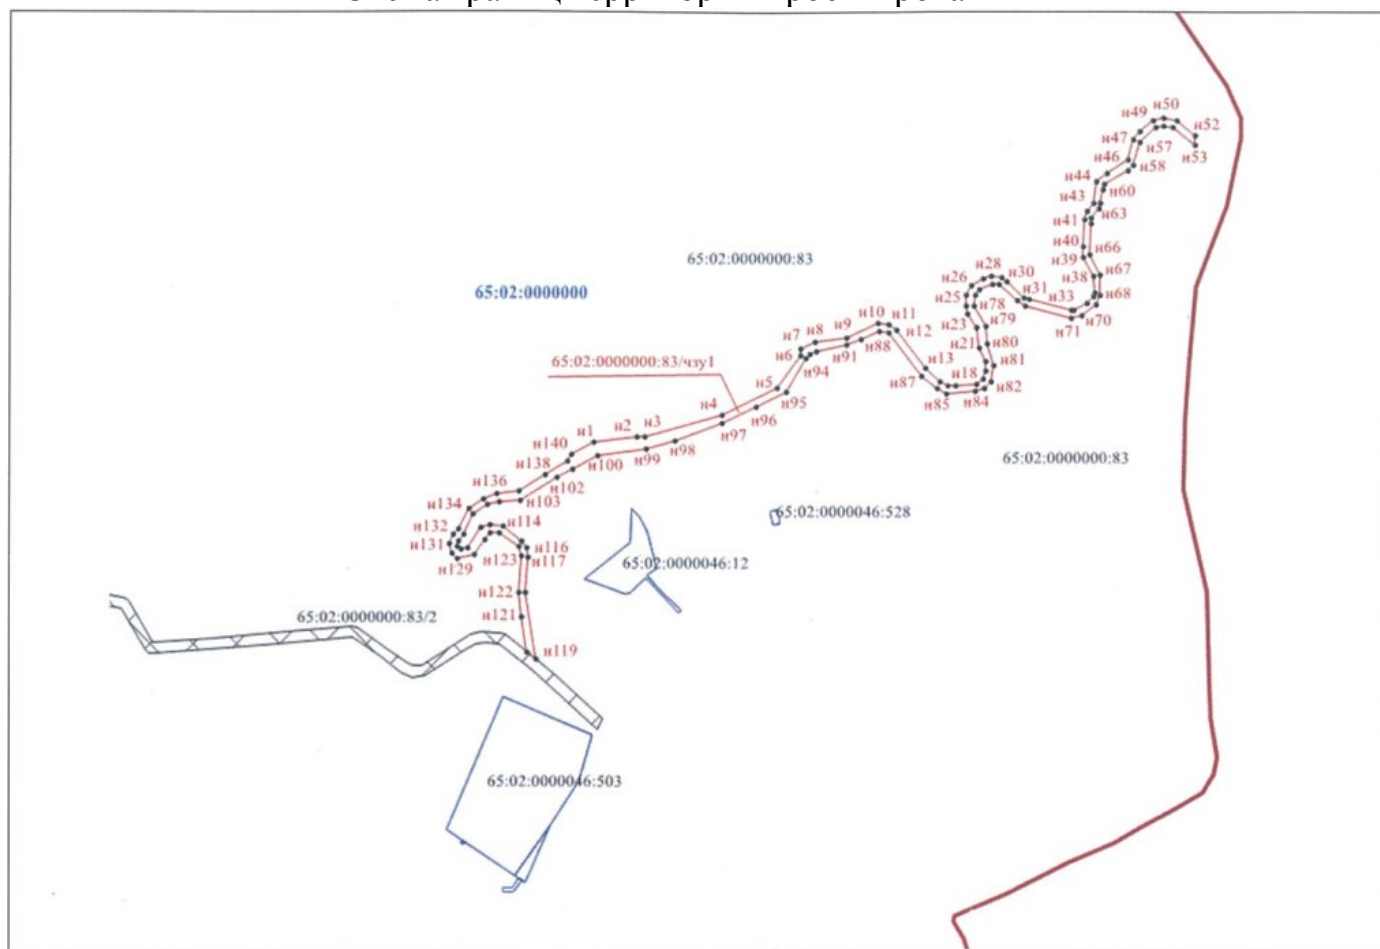 н50
н49
н52
н47
н57
н53
н46
н58
н44
н60
н43
н63
н41
н40
н66
65:02:0000000:83
н39
н28
н67
н26
н30
н38
65:02:0000000
н31
н25
н78
н33
н68
н70
н10
н11
н23
н79
н71
н8
н9
н12
н7
н88
н21
н80
н6
н91
65:02:0000000:83/чзу1
н94
н13
н81
н18
н87
н82
н5
н95
н85
н84
н4
н96
н2
н3
н97
н1
н140
н98
н99
н100
65:02:0000000:83
н138
н102
н136
н103
н134
65:02:0000046:528
н132
н114
н131
н116
н123
н129
н117
65:02:0000046:12
н122
65:02:0000000:83/2
н121
н119
65:02:0000046:503